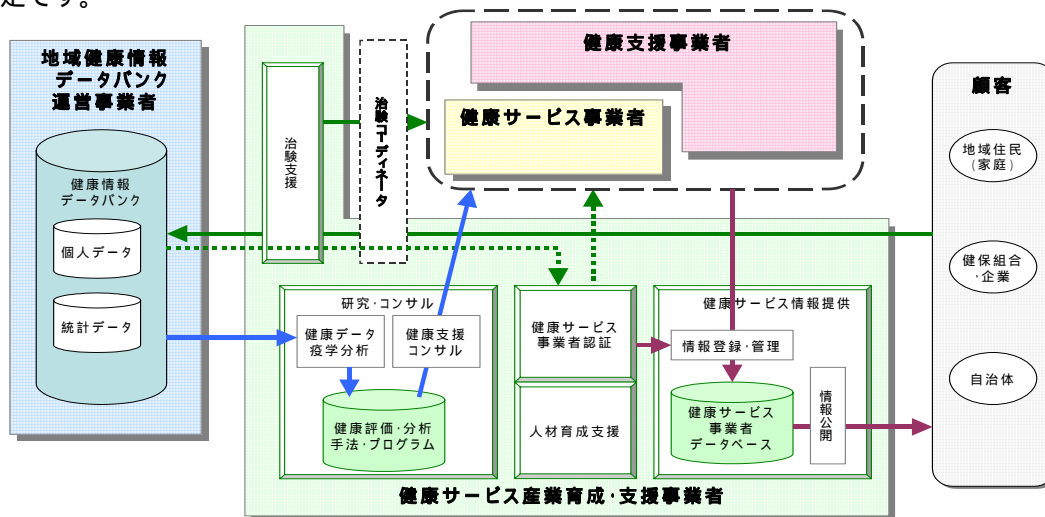 定です。
地域健康情報
データバンク
運営事業者
健康情報
データバンク
個人データ
統計データ
治験支援
治験コーディネータ
健康支援事業者
健康サービス事業者
顧客
地域住民
(家庭)
健保組合
・企業
自治体
研究・コンサル
健康データ
疫学分析
健康支援
コンサル
健康評価・分析
手法・プログラム
健康サービス
事業者認証
人材育成支援
健康サービス情報提供
情報登録・管理
健康サービス
事業者
データベース
情報公開
健康サービス産業育成・支援事業者